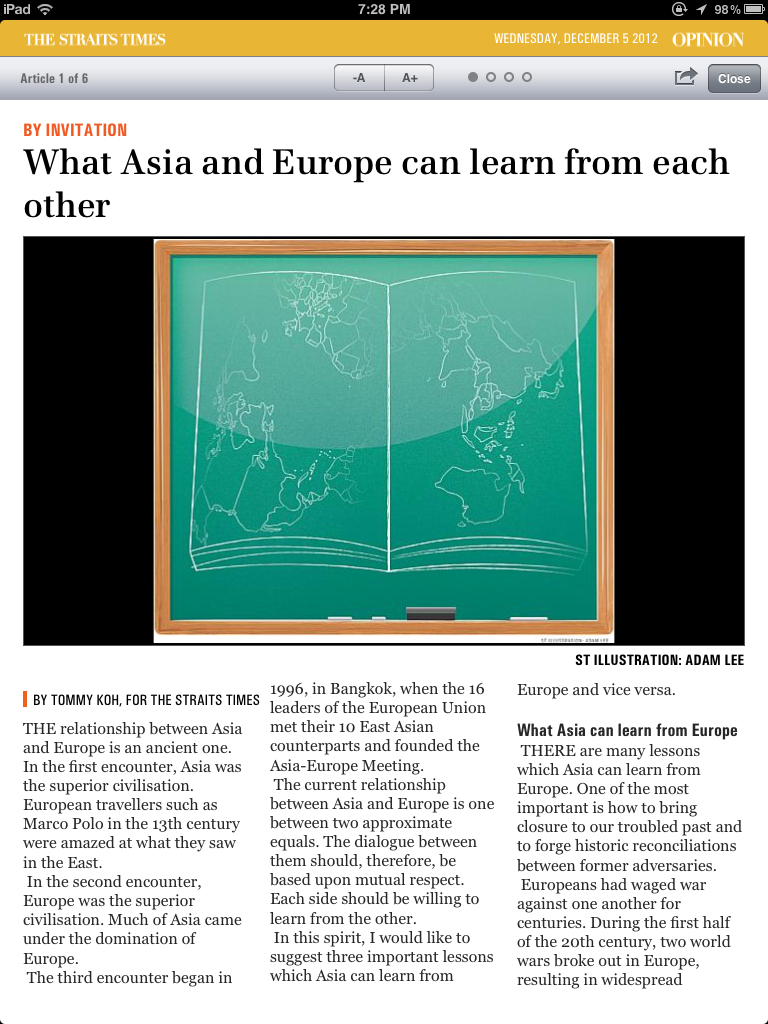 iPad
7:28 PM
98%
THE STRAITS TIMES
WEDNESDAY, DECEMBER 5 2012 OPINION
Article 1 of 6
-A
A+
Close
BY INVITATION
What Asia and Europe can learn from each
other
ST ILLUSTRATION: ADAM LEE
ST ILLUSTRATION: ADAM LEE
BY TOMMY KOH, FOR THE STRAITS TIMES
THE relationship between Asia
and Europe is an ancient one.
In the first encounter, Asia was
the superior civilisation.
European travellers such as
Marco Polo in the 13th century
were amazed at what they saw
in the East.
In the second encounter,
Europe was the superior
civilisation. Much of Asia came
under the domination of
Europe.
The third encounter began in
1996, in Bangkok, when the 16
leaders of the European Union
met their 10 East Asian
counterparts and founded the
Asia-Europe Meeting.
The current relationship
between Asia and Europe is one
between two approximate
equals. The dialogue between
them should, therefore, be
based upon mutual respect.
Each side should be willing to
learn from the other.
In this spirit, I would like to
suggest three important lessons
which Asia can learn from
Europe and vice versa.
What Asia can learn from Europe
THERE are many lessons
which Asia can learn from
Europe. One of the most
important is how to bring
closure to our troubled past and
to forge historic reconciliations
between former adversaries.
Europeans had waged war
against one another for
centuries. During the first half
of the 20th century, two world
wars broke out in Europe,
resulting in widespread